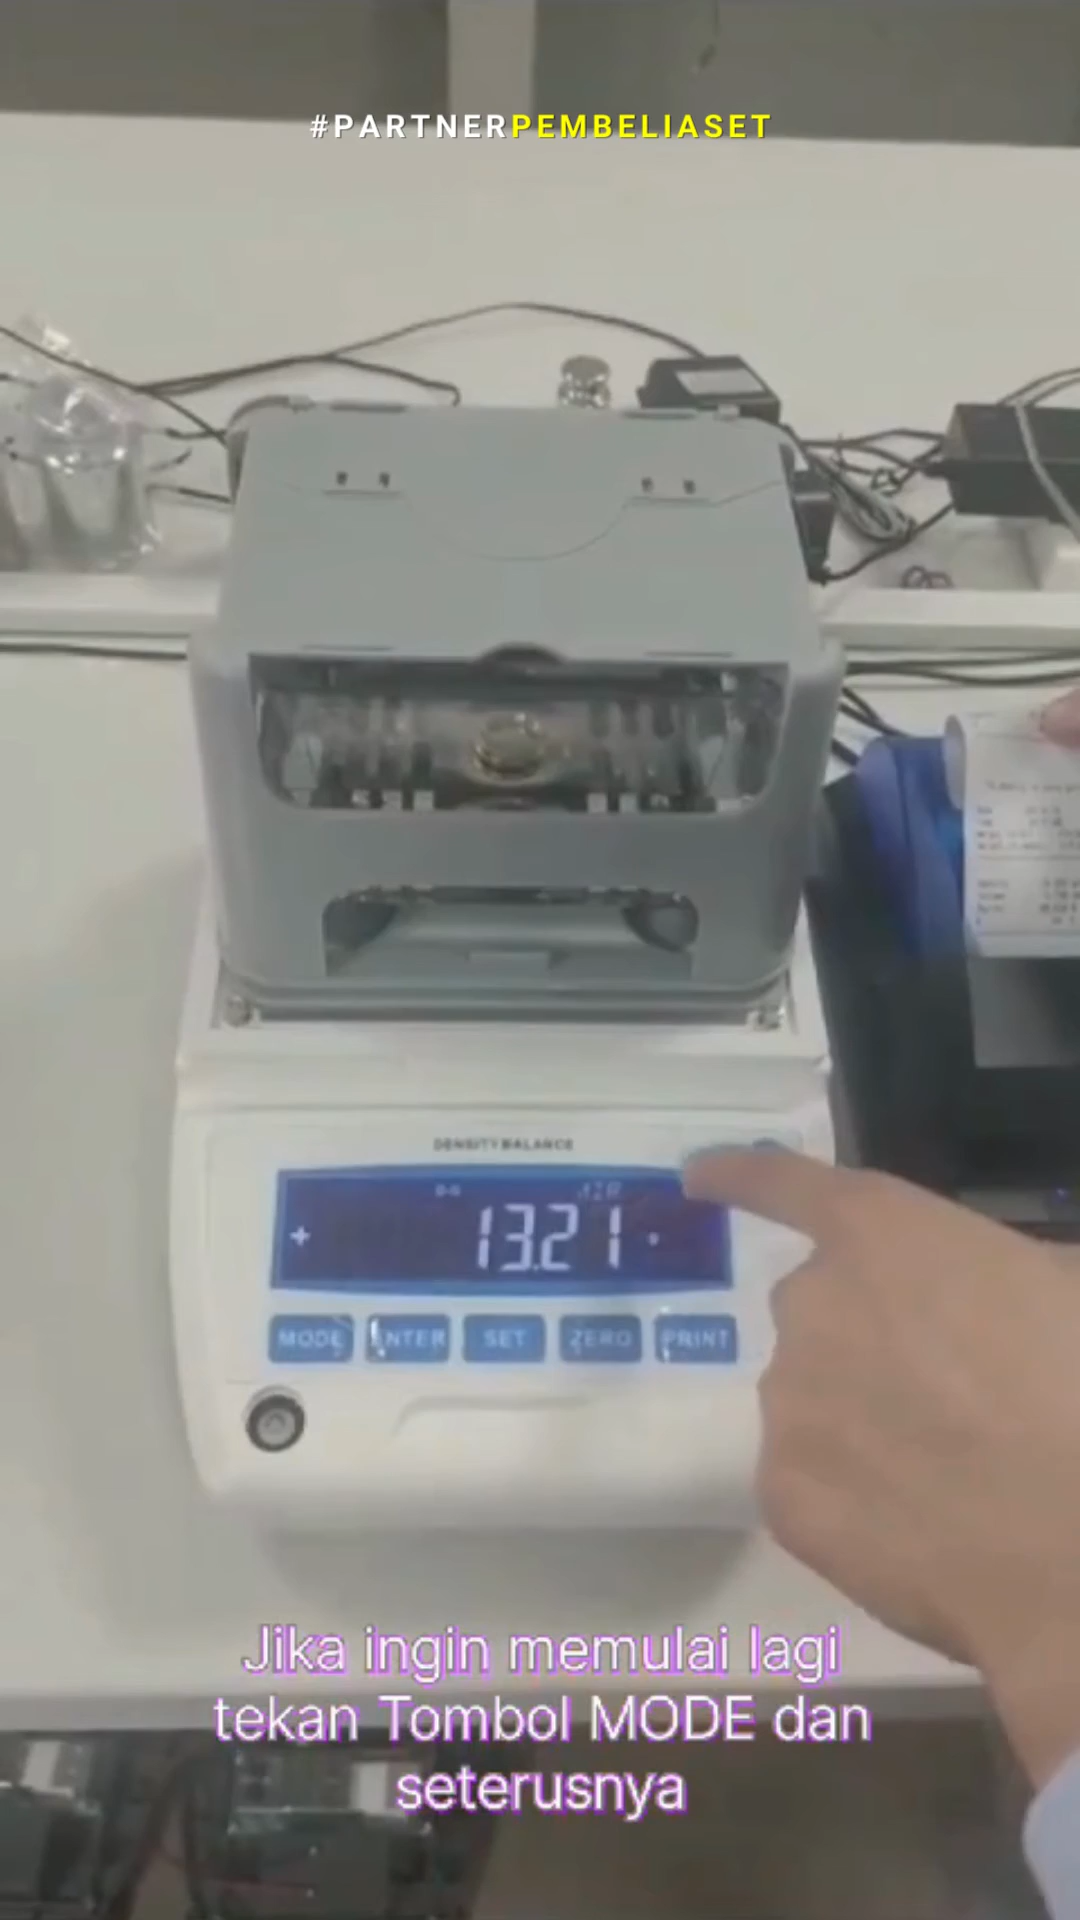 #PARTNERPEMBELIASET
DENSITY BALANCE
AIR
+ 13.21
MODE ENTER SET ZERO PRINT
Jika ingin memulai lagi
tekan Tombol MODE dan
seterusnya